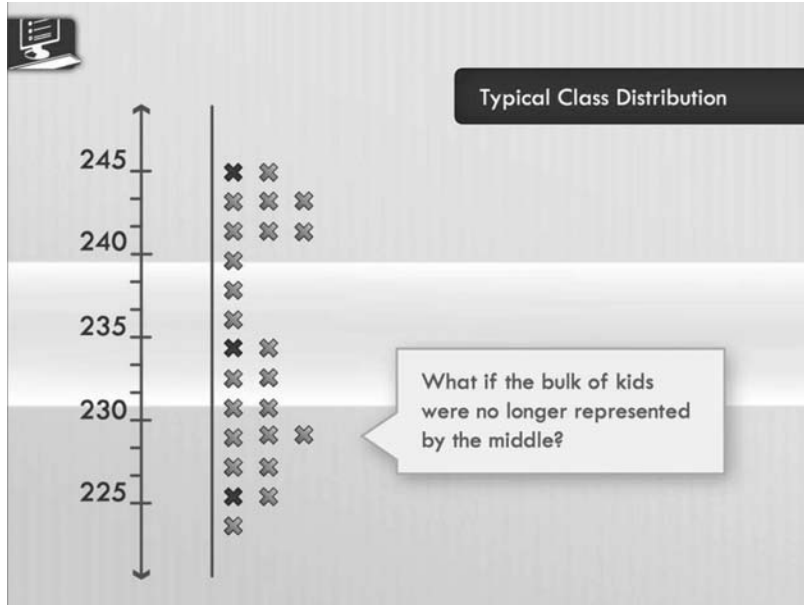 Typical Class Distribution
245
240
235
230
225
What if the bulk of kids
were no longer represented
by the middle?